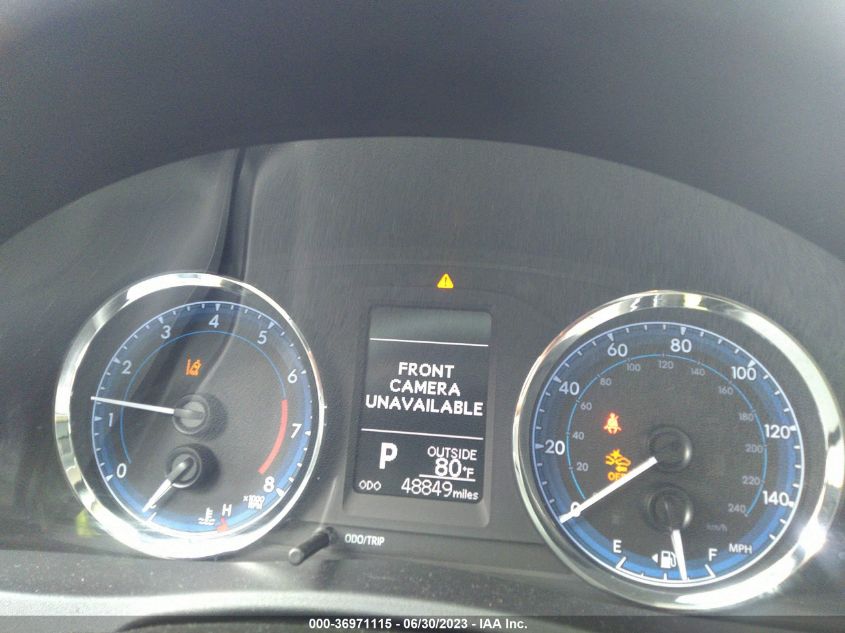 FRONT
CAMERA
UNAVAILABLE
P
OUTSIDE
80°F
ODO 48849 miles
0 1 2 3 4 5 6 7 8
x1000
RPM
H
ODO/TRIP
0 20 40 60 80 100 120 140
20 40 60 80 100 120 140 160 180 200 220 240
km/h
MPH
OFF
E F
000-36971115 - 06/30/2023 - IAA Inc.